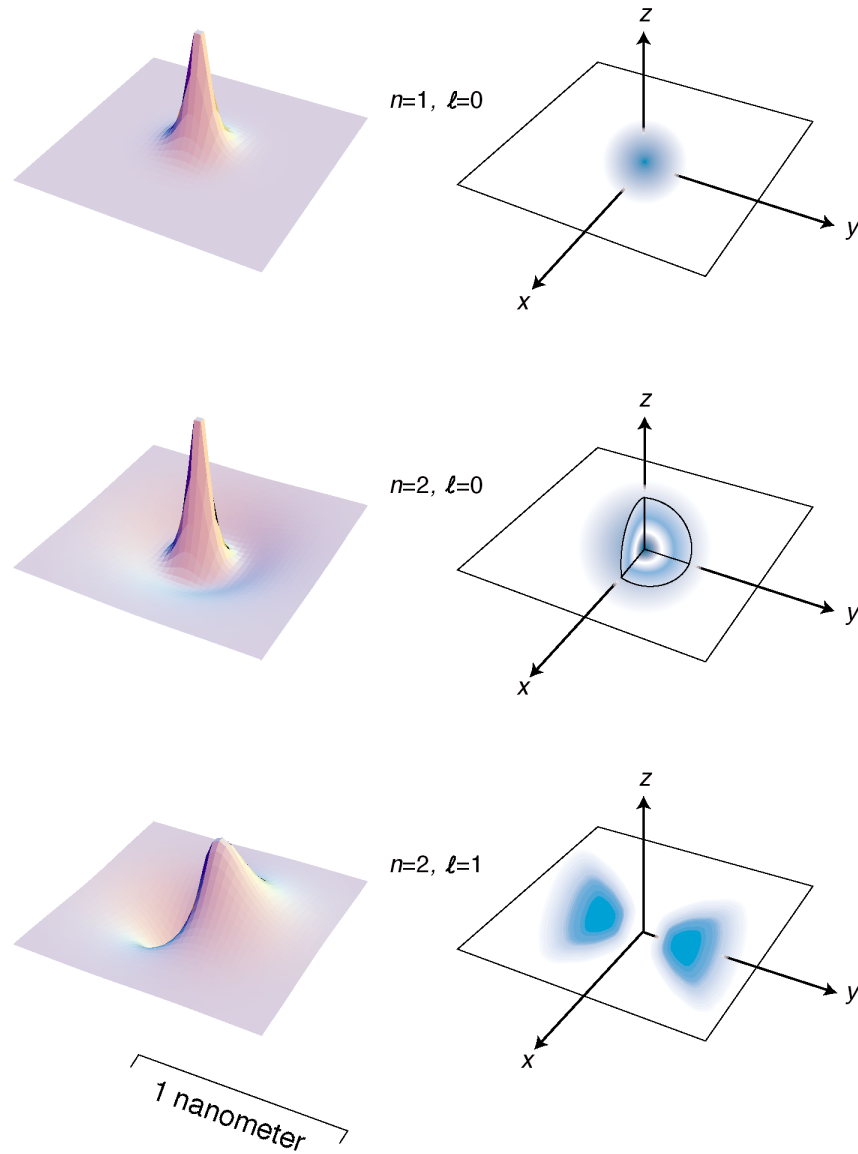 z
n=1, ℓ=0
y
x
z
n=2, ℓ=0
y
x
z
n=2, ℓ=1
y
x
1 nanometer